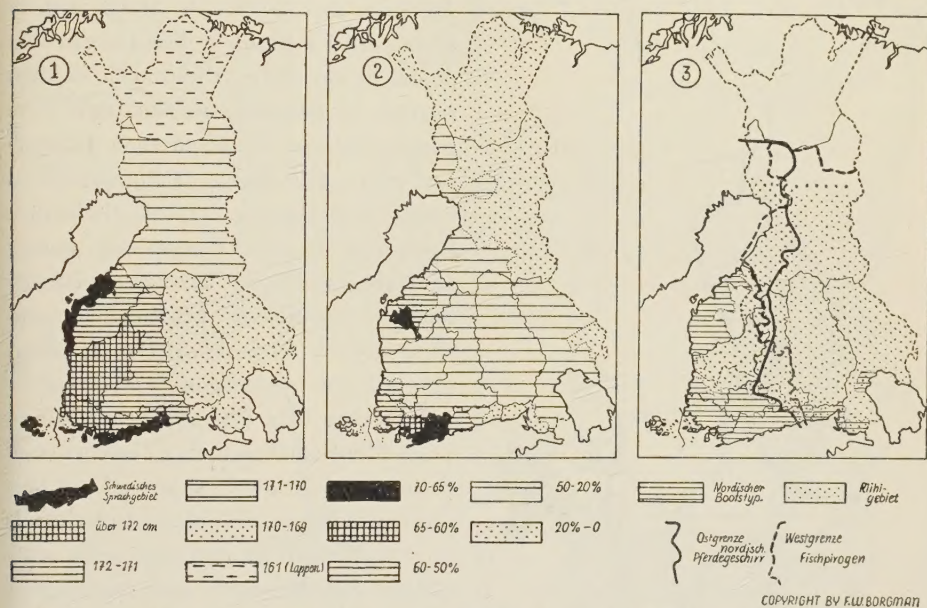 1
2
3
Schwedisches
Sprachgebiet
171-170
70-65%
50-20%
Nordischer
Bootstyp.
Riihi-
gebiet
über 172 cm
170-169
65-60%
20%-0
Ostgrenze
nordisch.
Pferdegeschirr
Westgrenze
Fischpirogen
172-171
161 (Lappen)
60-50%
COPYRIGHT BY F.W. BORGMAN